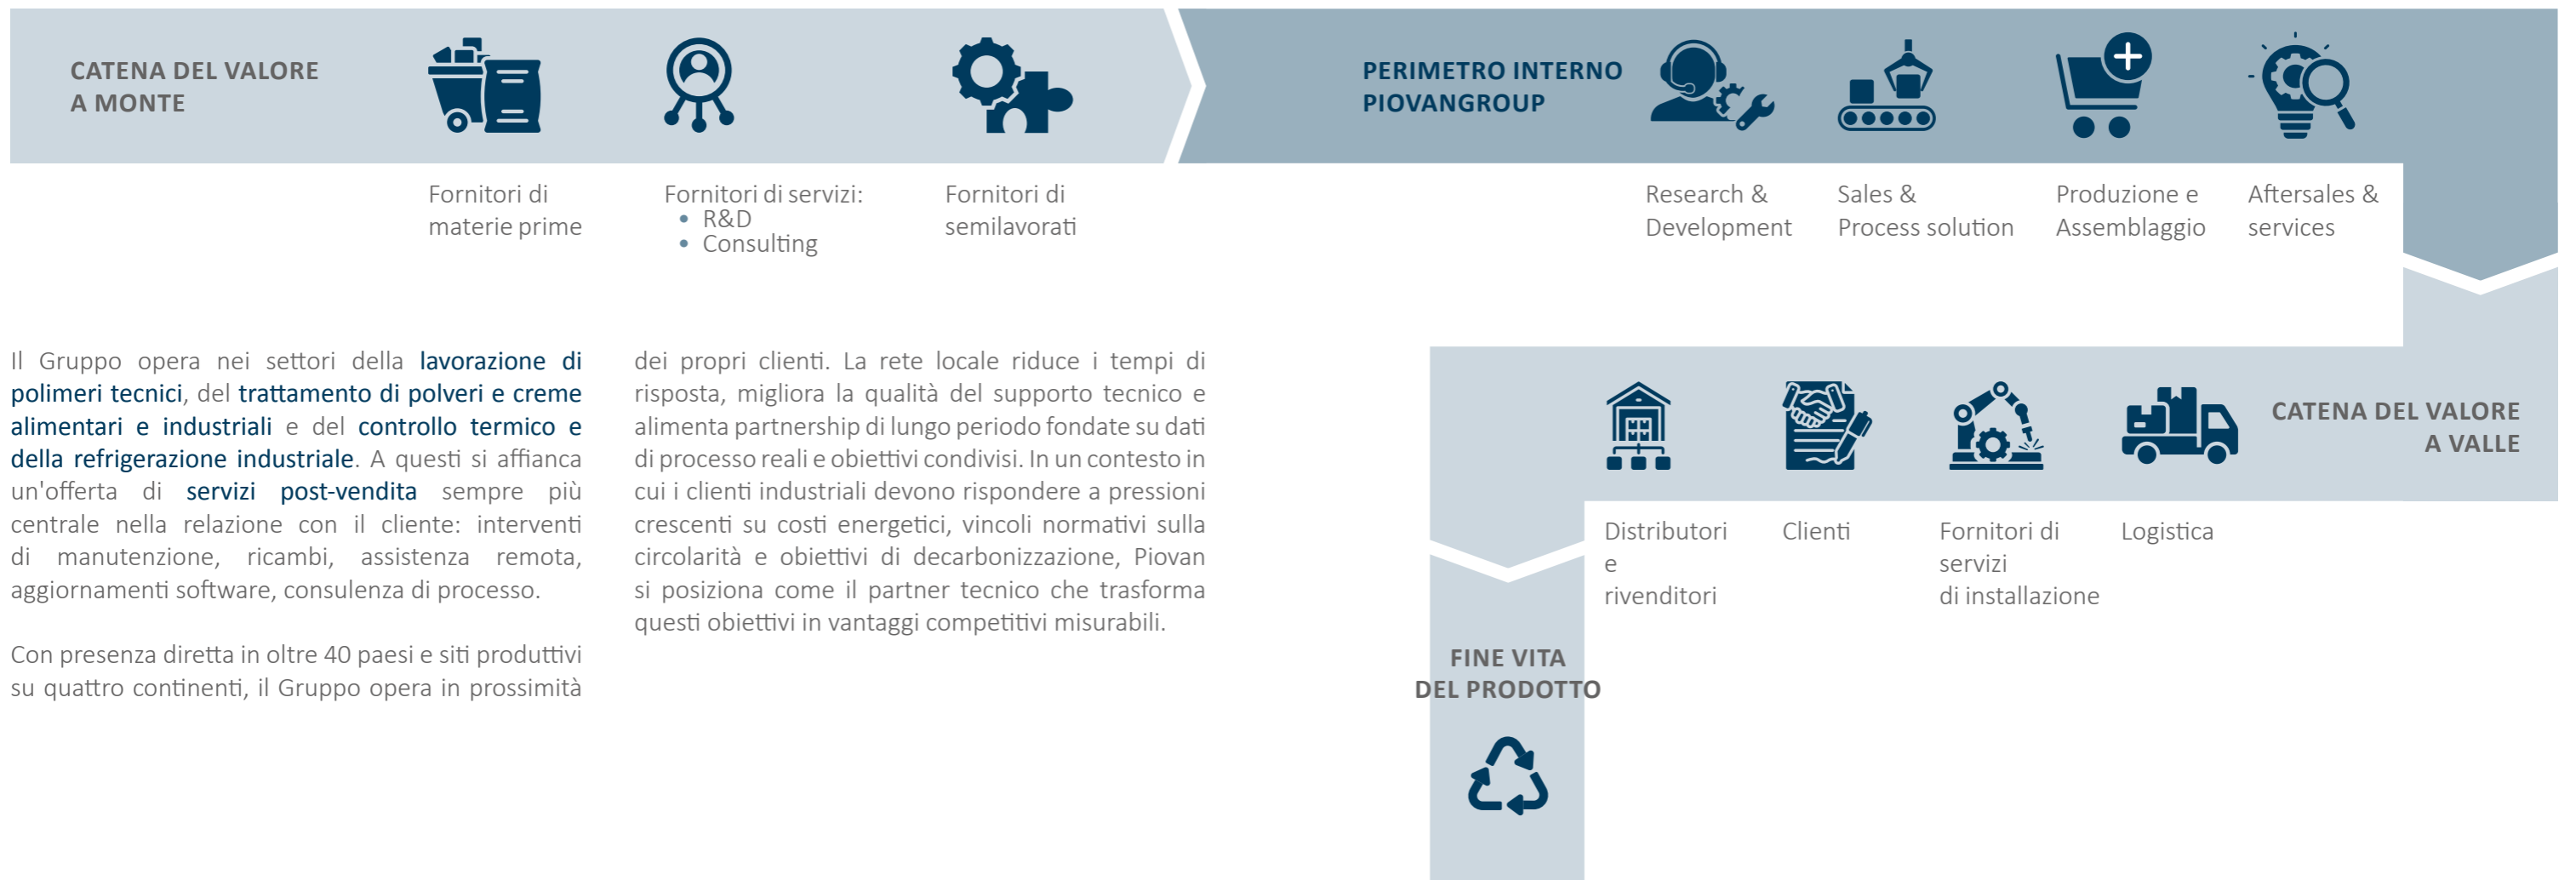 CATENA DEL VALORE
A MONTE
Fornitori di
materie prime
Fornitori di servizi:
• R&D
• Consulting
Fornitori di
semilavorati
PERIMETRO INTERNO
PIOVANGROUP
Research &
Development
Sales &
Process solution
Produzione e
Assemblaggio
Aftersales &
services
CATENA DEL VALORE
A VALLE
Distributori
e
rivenditori
Clienti
Fornitori di
servizi
di installazione
Logistica
FINE VITA
DEL PRODOTTO
Il Gruppo opera nei settori della lavorazione di
polimeri tecnici, del trattamento di polveri e creme
alimentari e industriali e del controllo termico e
della refrigerazione industriale. A questi si affianca
un'offerta di servizi post-vendita sempre più
centrale nella relazione con il cliente: interventi
di manutenzione, ricambi, assistenza remota,
aggiornamenti software, consulenza di processo.
Con presenza diretta in oltre 40 paesi e siti produttivi
su quattro continenti, il Gruppo opera in prossimità
dei propri clienti. La rete locale riduce i tempi di
risposta, migliora la qualità del supporto tecnico e
alimenta partnership di lungo periodo fondate su dati
di processo reali e obiettivi condivisi. In un contesto in
cui i clienti industriali devono rispondere a pressioni
crescenti su costi energetici, vincoli normativi sulla
circolarità e obiettivi di decarbonizzazione, Piovan
si posiziona come il partner tecnico che trasforma
questi obiettivi in vantaggi competitivi misurabili.